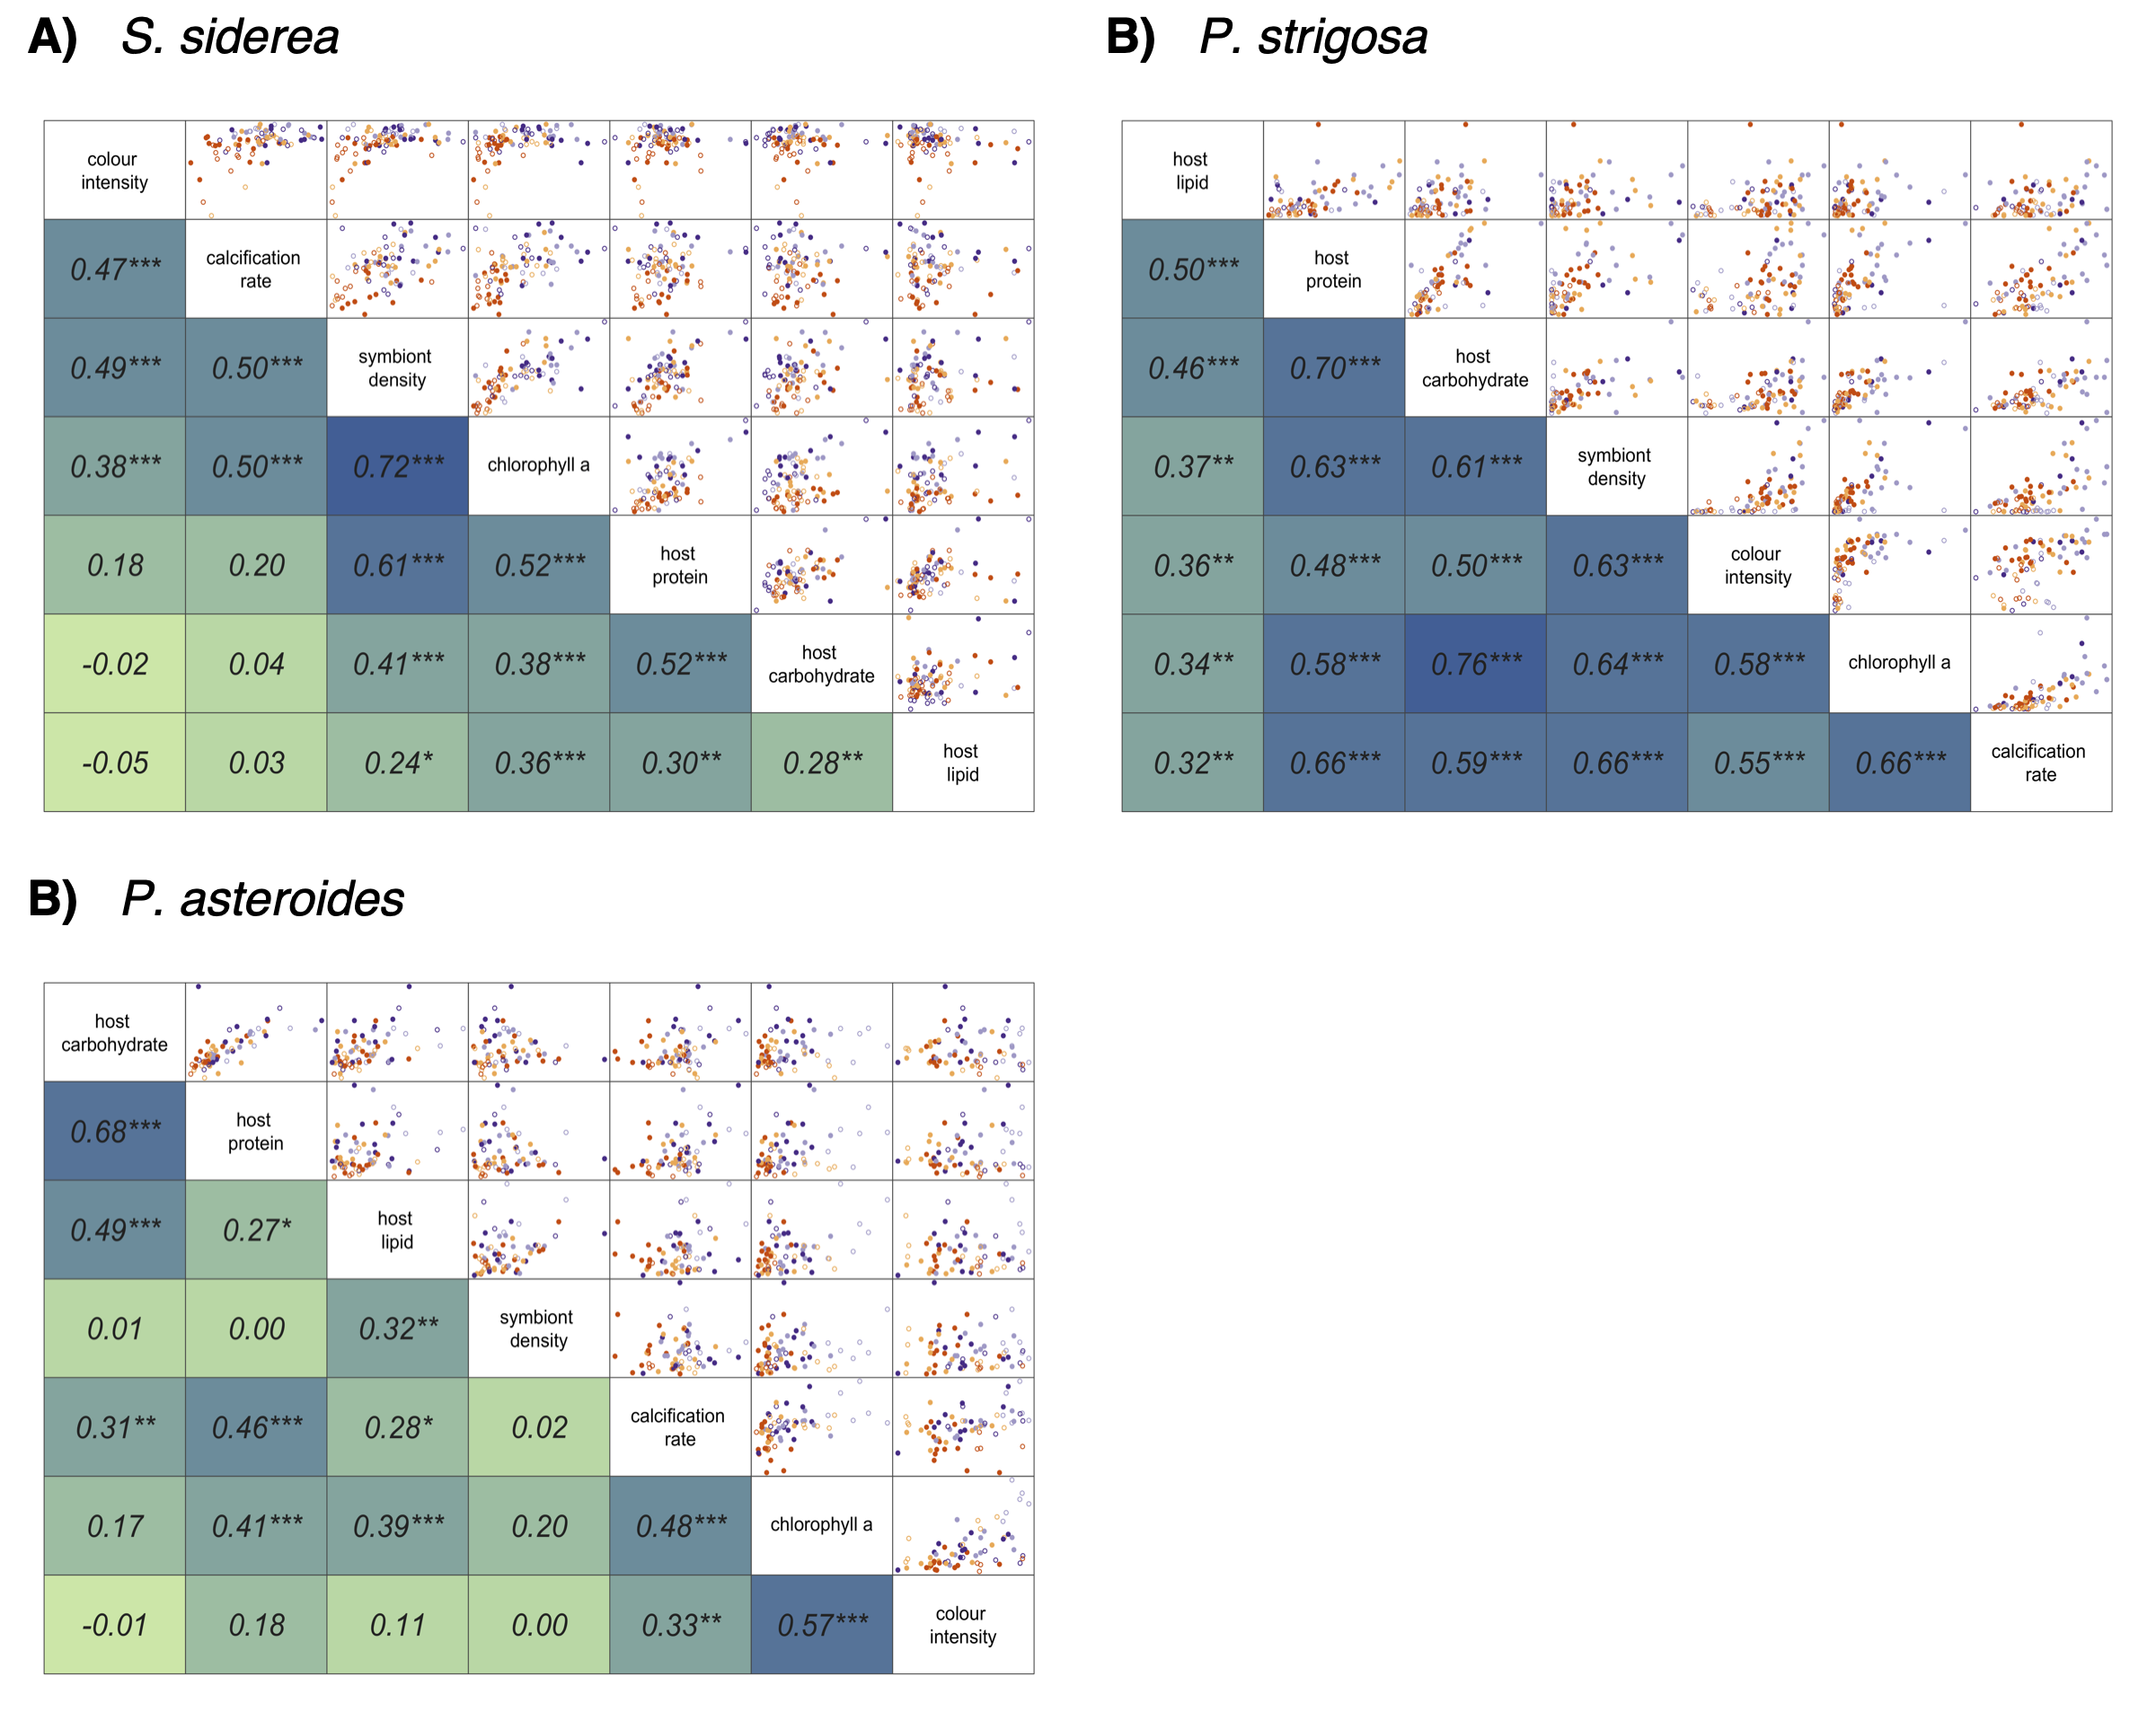 A) S. siderea
B) P. strigosa
colour
intensity
0.47*** calcification
rate
0.49*** 0.50*** symbiont
density
0.38*** 0.50*** 0.72*** chlorophyll a
0.18 0.20 0.61*** 0.52*** host
protein
-0.02 0.04 0.41*** 0.38*** 0.52*** host
carbohydrate
-0.05 0.03 0.24* 0.36*** 0.30** 0.28** host
lipid
host
lipid
0.50*** host
protein
0.46*** 0.70*** host
carbohydrate
0.37** 0.63*** 0.61*** symbiont
density
0.36** 0.48*** 0.50*** 0.63*** colour
intensity
0.34** 0.58*** 0.76*** 0.64*** 0.58*** chlorophyll a
0.32** 0.66*** 0.59*** 0.66*** 0.55*** 0.66*** calcification
rate
B) P. asteroides
host
carbohydrate
0.68*** host
protein
0.49*** 0.27* host
lipid
0.01 0.00 0.32** symbiont
density
0.31** 0.46*** 0.28* 0.02 calcification
rate
0.17 0.41*** 0.39*** 0.20 0.48*** chlorophyll a
-0.01 0.18 0.11 0.00 0.33** 0.57*** colour
intensity